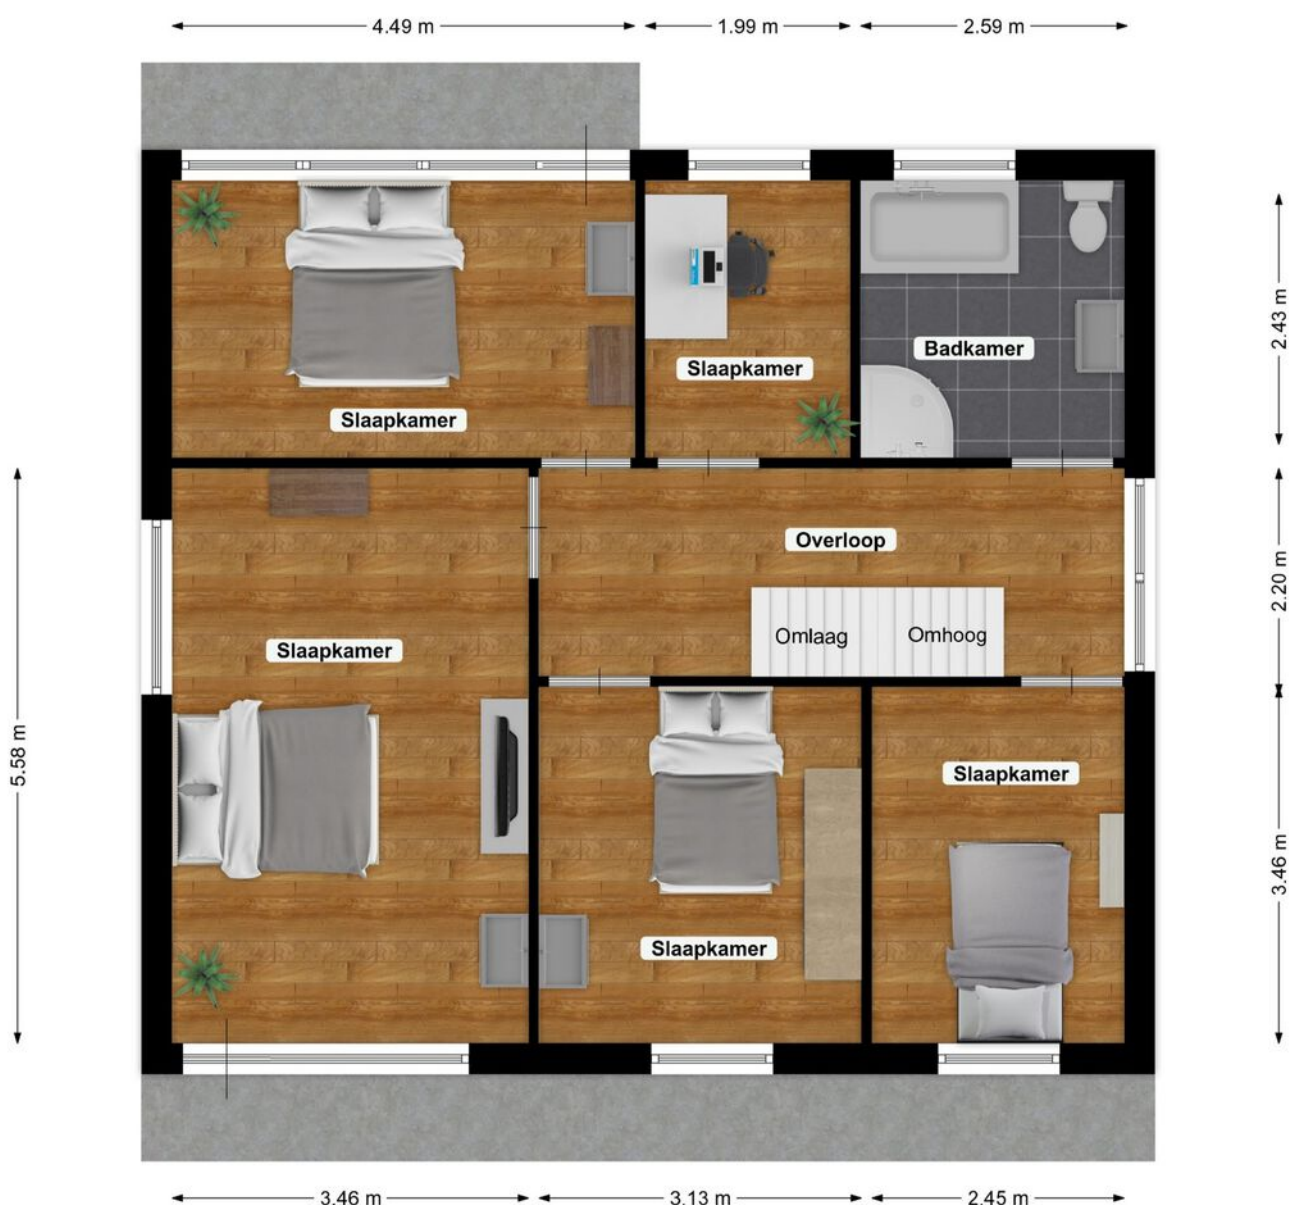 4.49 m
1.99 m
2.59 m
2.43 m
Badkamer
Slaapkamer
Slaapkamer
Overloop
2.20 m
Omlaag
Omhoog
Slaapkamer
5.58 m
Slaapkamer
3.46 m
Slaapkamer
3.46 m
3.13 m
2.45 m